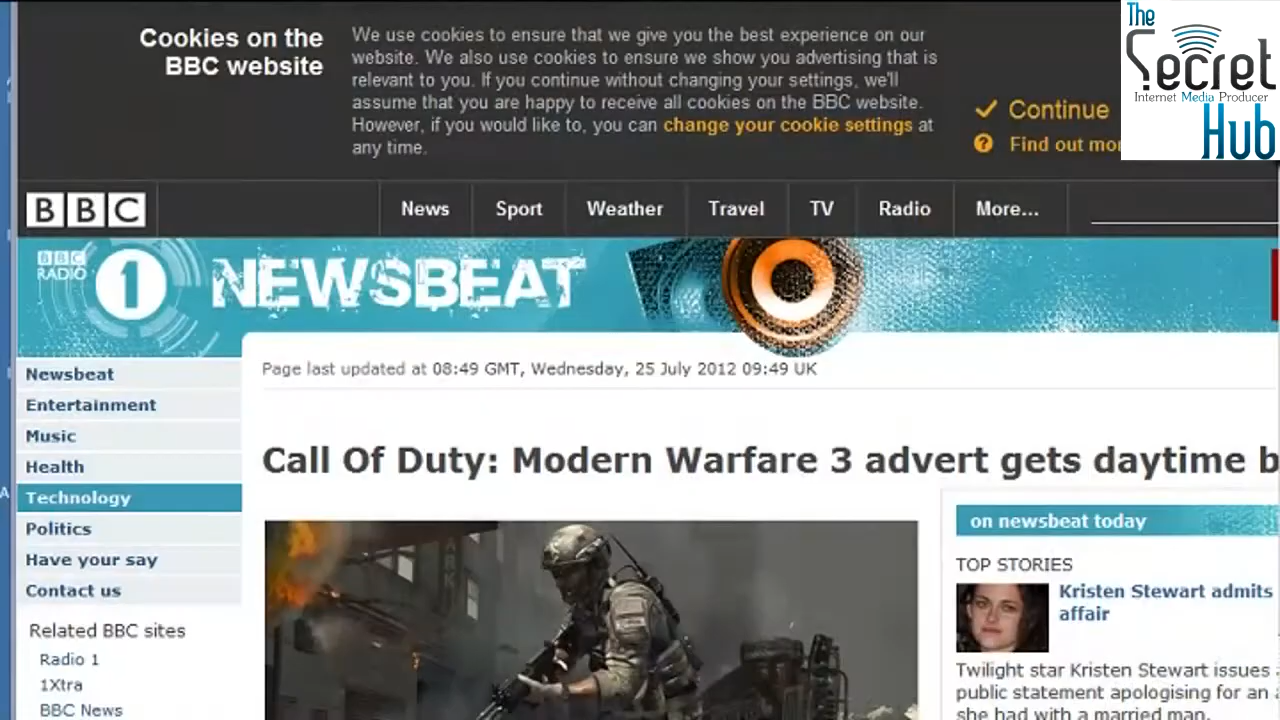 The
Secret
Internet Media Producer
Hub
Cookies on the
BBC website
We use cookies to ensure that we give you the best experience on our
website. We also use cookies to ensure we show you advertising that is
relevant to you. If you continue without changing your settings, we'll
assume that you are happy to receive all cookies on the BBC website.
However, if you would like to, you can change your cookie settings at
any time.
Continue
? Find out mor
BBC
News
Sport
Weather
Travel
TV
Radio
More...
BBC
RADIO
1
NEWSBEAT
Newsbeat
Entertainment
Music
Health
Technology
Politics
Have your say
Contact us
Related BBC sites
Radio 1
1Xtra
BBC News
Page last updated at 08:49 GMT, Wednesday, 25 July 2012 09:49 UK
Call Of Duty: Modern Warfare 3 advert gets daytime b
on newsbeat today
TOP STORIES
Kristen Stewart admits
affair
Twilight star Kristen Stewart issues
public statement apologising for an
she had with a married man.